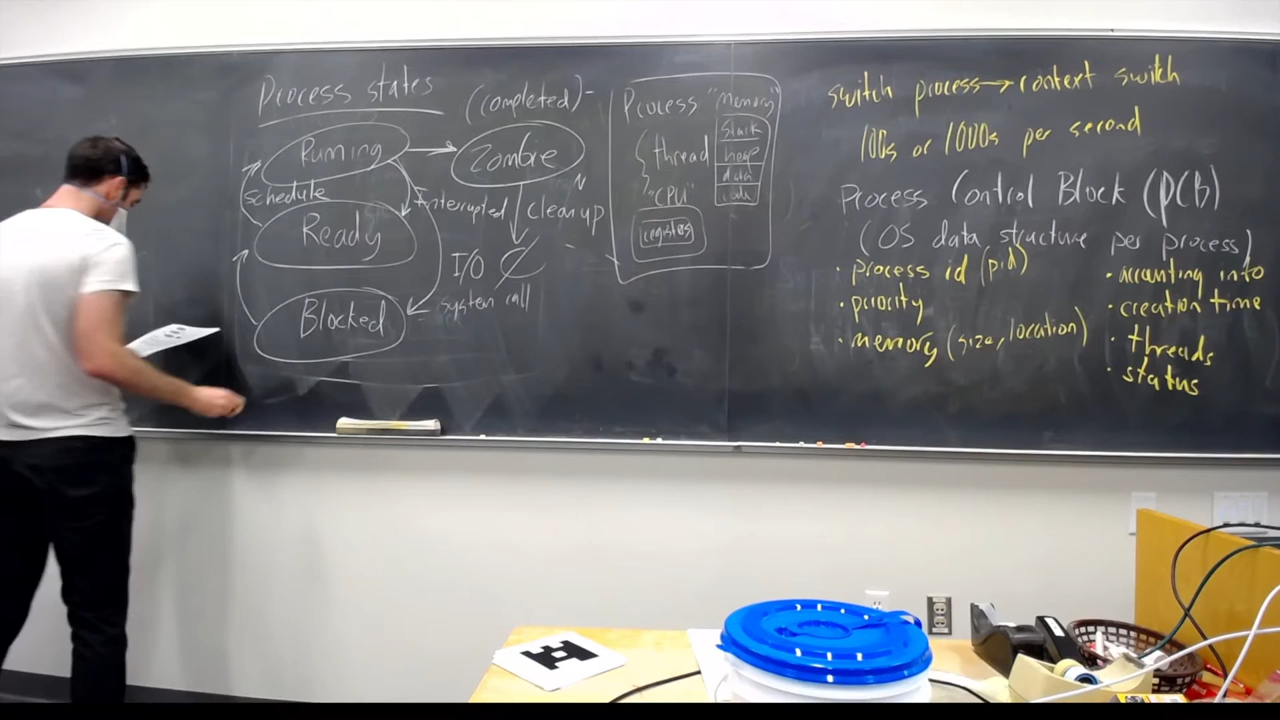 Process states
(completed)
Running
Zombie
schedule
Interrupted
cleanup
Ready
I/O
system call
Blocked
Process "Memory"
stack
thread
heap
data
"CPU"
code
registers
switch process → context switch
100s or 1000s per second
Process Control Block (PCB)
(OS data structure per process)
• process id (pid)
• priority
• memory (size, location)
• accounting info
• creation time
• threads
• status